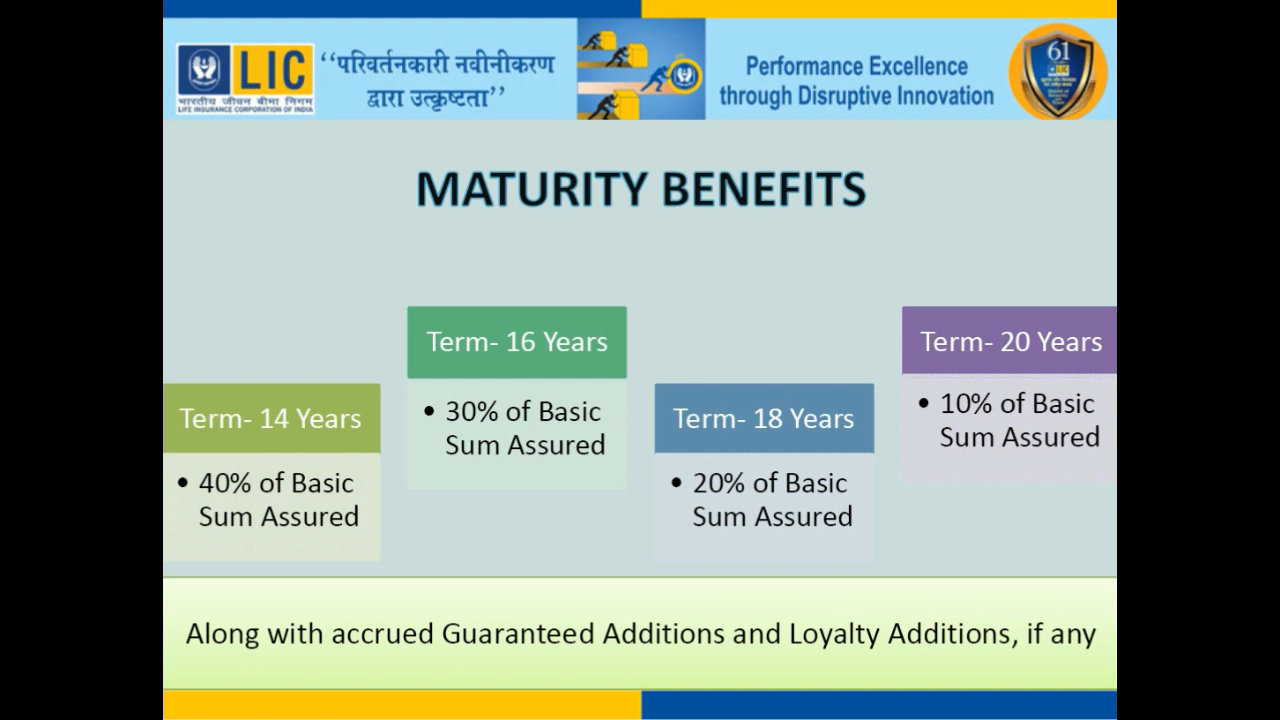 LIC
भारतीय जीवन बीमा निगम
LIFE INSURANCE CORPORATION OF INDIA
‘‘परिवर्तनकारी नवीनीकरण
द्वारा उत्कृष्टता’’
Performance Excellence
through Disruptive Innovation
61
LIC
MATURITY BENEFITS
Term- 14 Years
• 40% of Basic
Sum Assured
Term- 16 Years
• 30% of Basic
Sum Assured
Term- 18 Years
• 20% of Basic
Sum Assured
Term- 20 Years
• 10% of Basic
Sum Assured
Along with accrued Guaranteed Additions and Loyalty Additions, if any